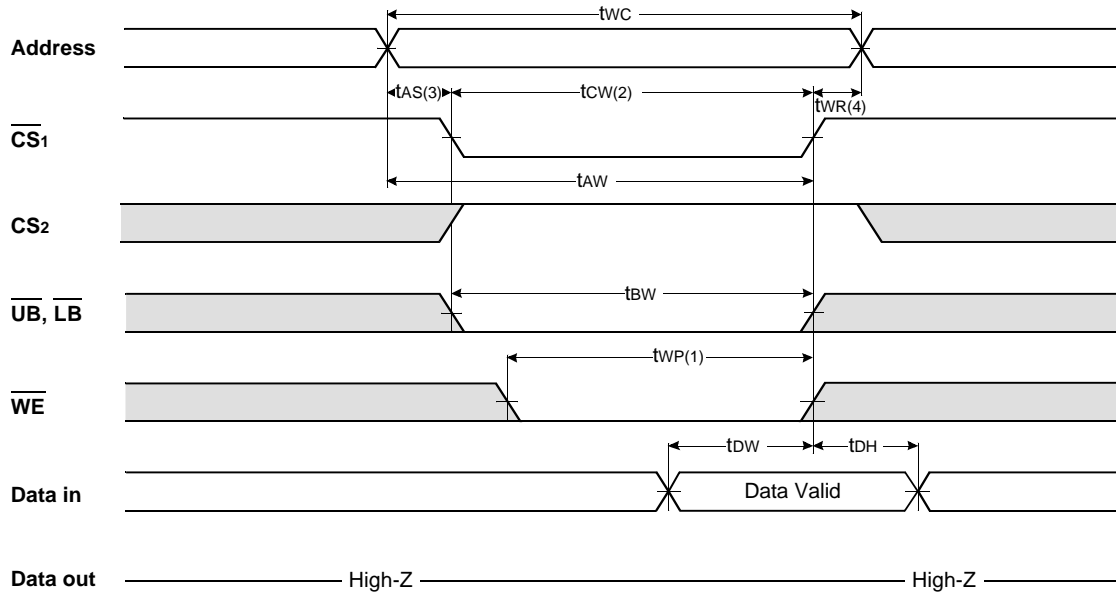 tWC
Address
tAS(3) tCW(2) tWR(4)
CS1
tAW
CS2
tBW
UB, LB
tWP(1)
WE
tDW tDH
Data in Data Valid
Data out High-Z High-Z